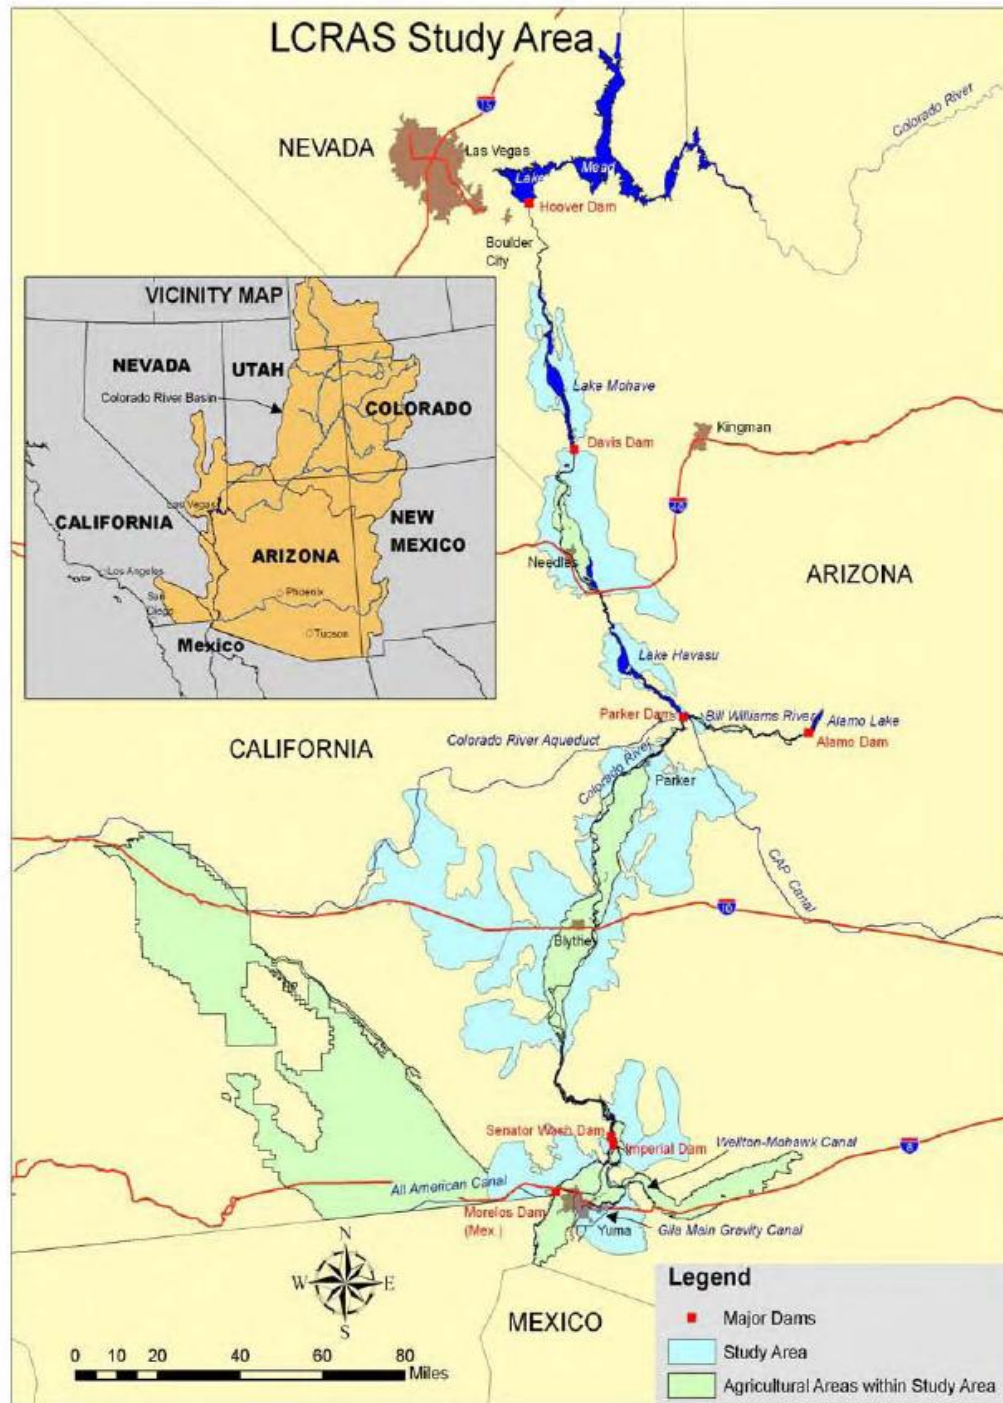 LCRAS Study Area
Colorado River
15
NEVADA
Las Vegas
Lake
Mead
Hoover Dam
Boulder
City
VICINITY MAP
NEVADA
UTAH
Colorado River Basin
COLORADO
Las Vegas
CALIFORNIA
NEW
MEXICO
ARIZONA
Los Angeles
Phoenix
San
Diego
Tucson
Mexico
Lake Mohave
Kingman
Davis Dam
Needles
ARIZONA
Lake Havasu
Parker Dam
Bill Williams River
Alamo Lake
Alamo Dam
CALIFORNIA
Colorado River Aqueduct
Colorado River
Parker
CAP Canal
10
Blythe
Senator Wash Dam
Imperial Dam
Wellton-Mohawk Canal
8
All American Canal
Morelos Dam
(Mex.)
Yuma
Gila Main Gravity Canal
N
W
E
S
MEXICO
Legend
Major Dams
Study Area
Agricultural Areas within Study Area
0
5
10
20
40
60
80
Miles